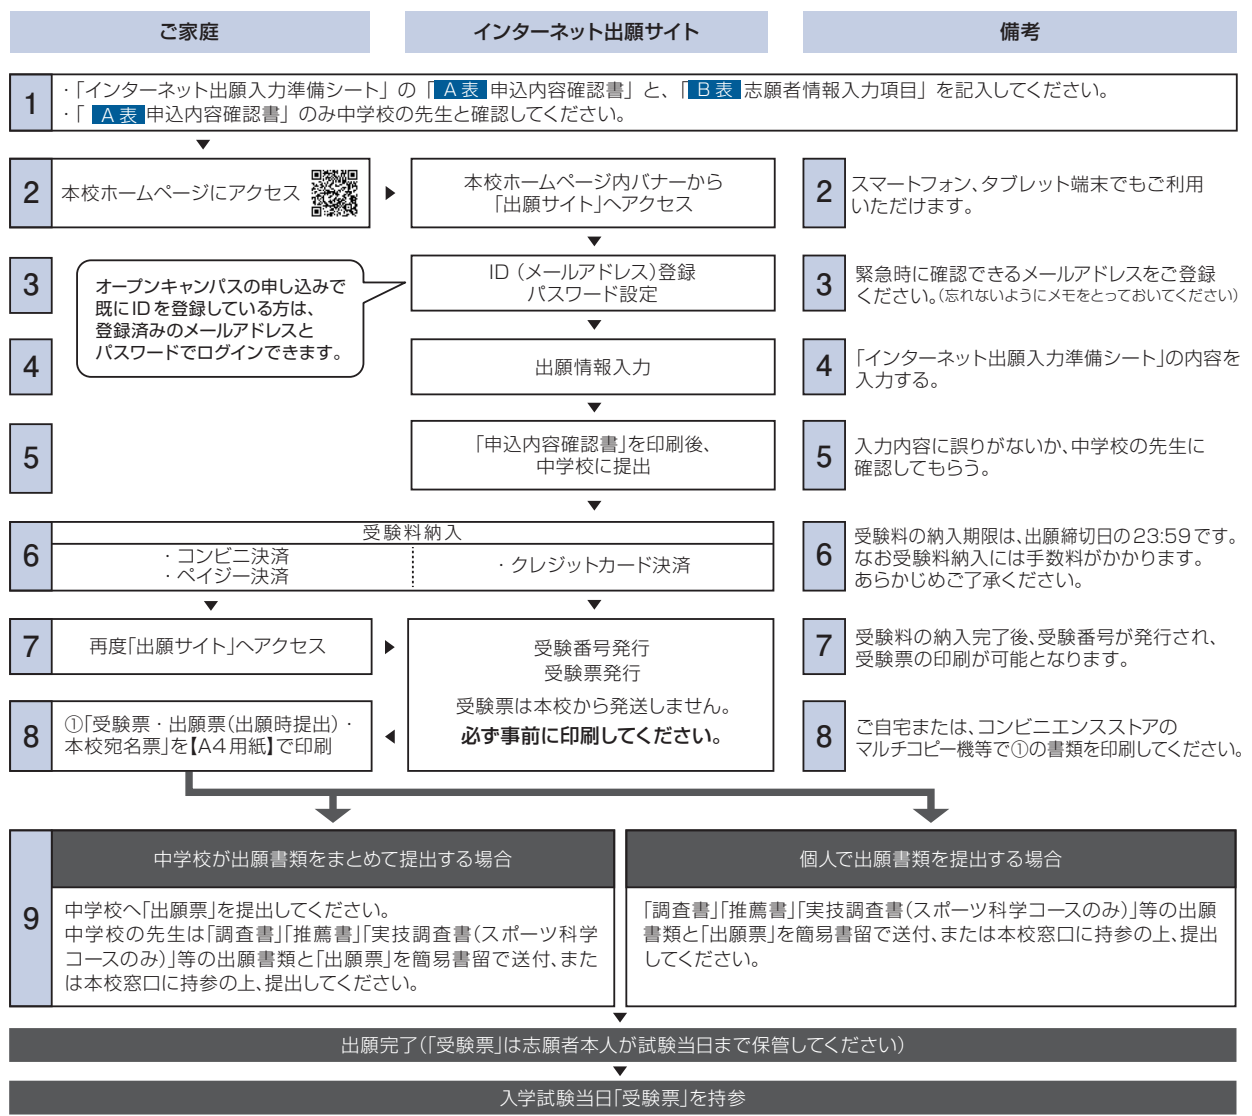 ご家庭
インターネット出願サイト
備考
1
・「インターネット出願入力準備シート」の「 A表 申込内容確認書」と、「 B表 志願者情報入力項目」を記入してください。
・「 A表 申込内容確認書」のみ中学校の先生と確認してください。
2
本校ホームページにアクセス
本校ホームページ内バナーから
「出願サイト」へアクセス
2
スマートフォン、タブレット端末でもご利用
いただけます。
3
オープンキャンパスの申し込みで
既にIDを登録している方は、
登録済みのメールアドレスと
パスワードでログインできます。
ID（メールアドレス）登録
パスワード設定
3
緊急時に確認できるメールアドレスをご登録
ください。(忘れないようにメモをとっておいてください)
4
出願情報入力
4
「インターネット出願入力準備シート」の内容を
入力する。
5
「申込内容確認書」を印刷後、
中学校に提出
5
入力内容に誤りがないか、中学校の先生に
確認してもらう。
6
受験料納入
・コンビニ決済
・ペイジー決済
・クレジットカード決済
6
受験料の納入期限は、出願締切日の23:59です。
なお受験料納入には手数料がかかります。
あらかじめご了承ください。
7
再度「出願サイト」へアクセス
受験番号発行
受験票発行
受験票は本校から発送しません。
必ず事前に印刷してください。
7
受験料の納入完了後、受験番号が発行され、
受験票の印刷が可能となります。
8
①「受験票・出願票(出願時提出)・
本校宛名票」を【A4用紙】で印刷
8
ご自宅または、コンビニエンスストアの
マルチコピー機等で①の書類を印刷してください。
9
中学校が出願書類をまとめて提出する場合
中学校へ「出願票」を提出してください。
中学校の先生は「調査書」「推薦書」「実技調査書(スポーツ科学
コースのみ)」等の出願書類と「出願票」を簡易書留で送付、また
は本校窓口に持参の上、提出してください。
個人で出願書類を提出する場合
「調査書」「推薦書」「実技調査書(スポーツ科学コースのみ)」等の出願
書類と「出願票」を簡易書留で送付、または本校窓口に持参の上、提出
してください。
出願完了(「受験票」は志願者本人が試験当日まで保管してください)
入学試験当日「受験票」を持参